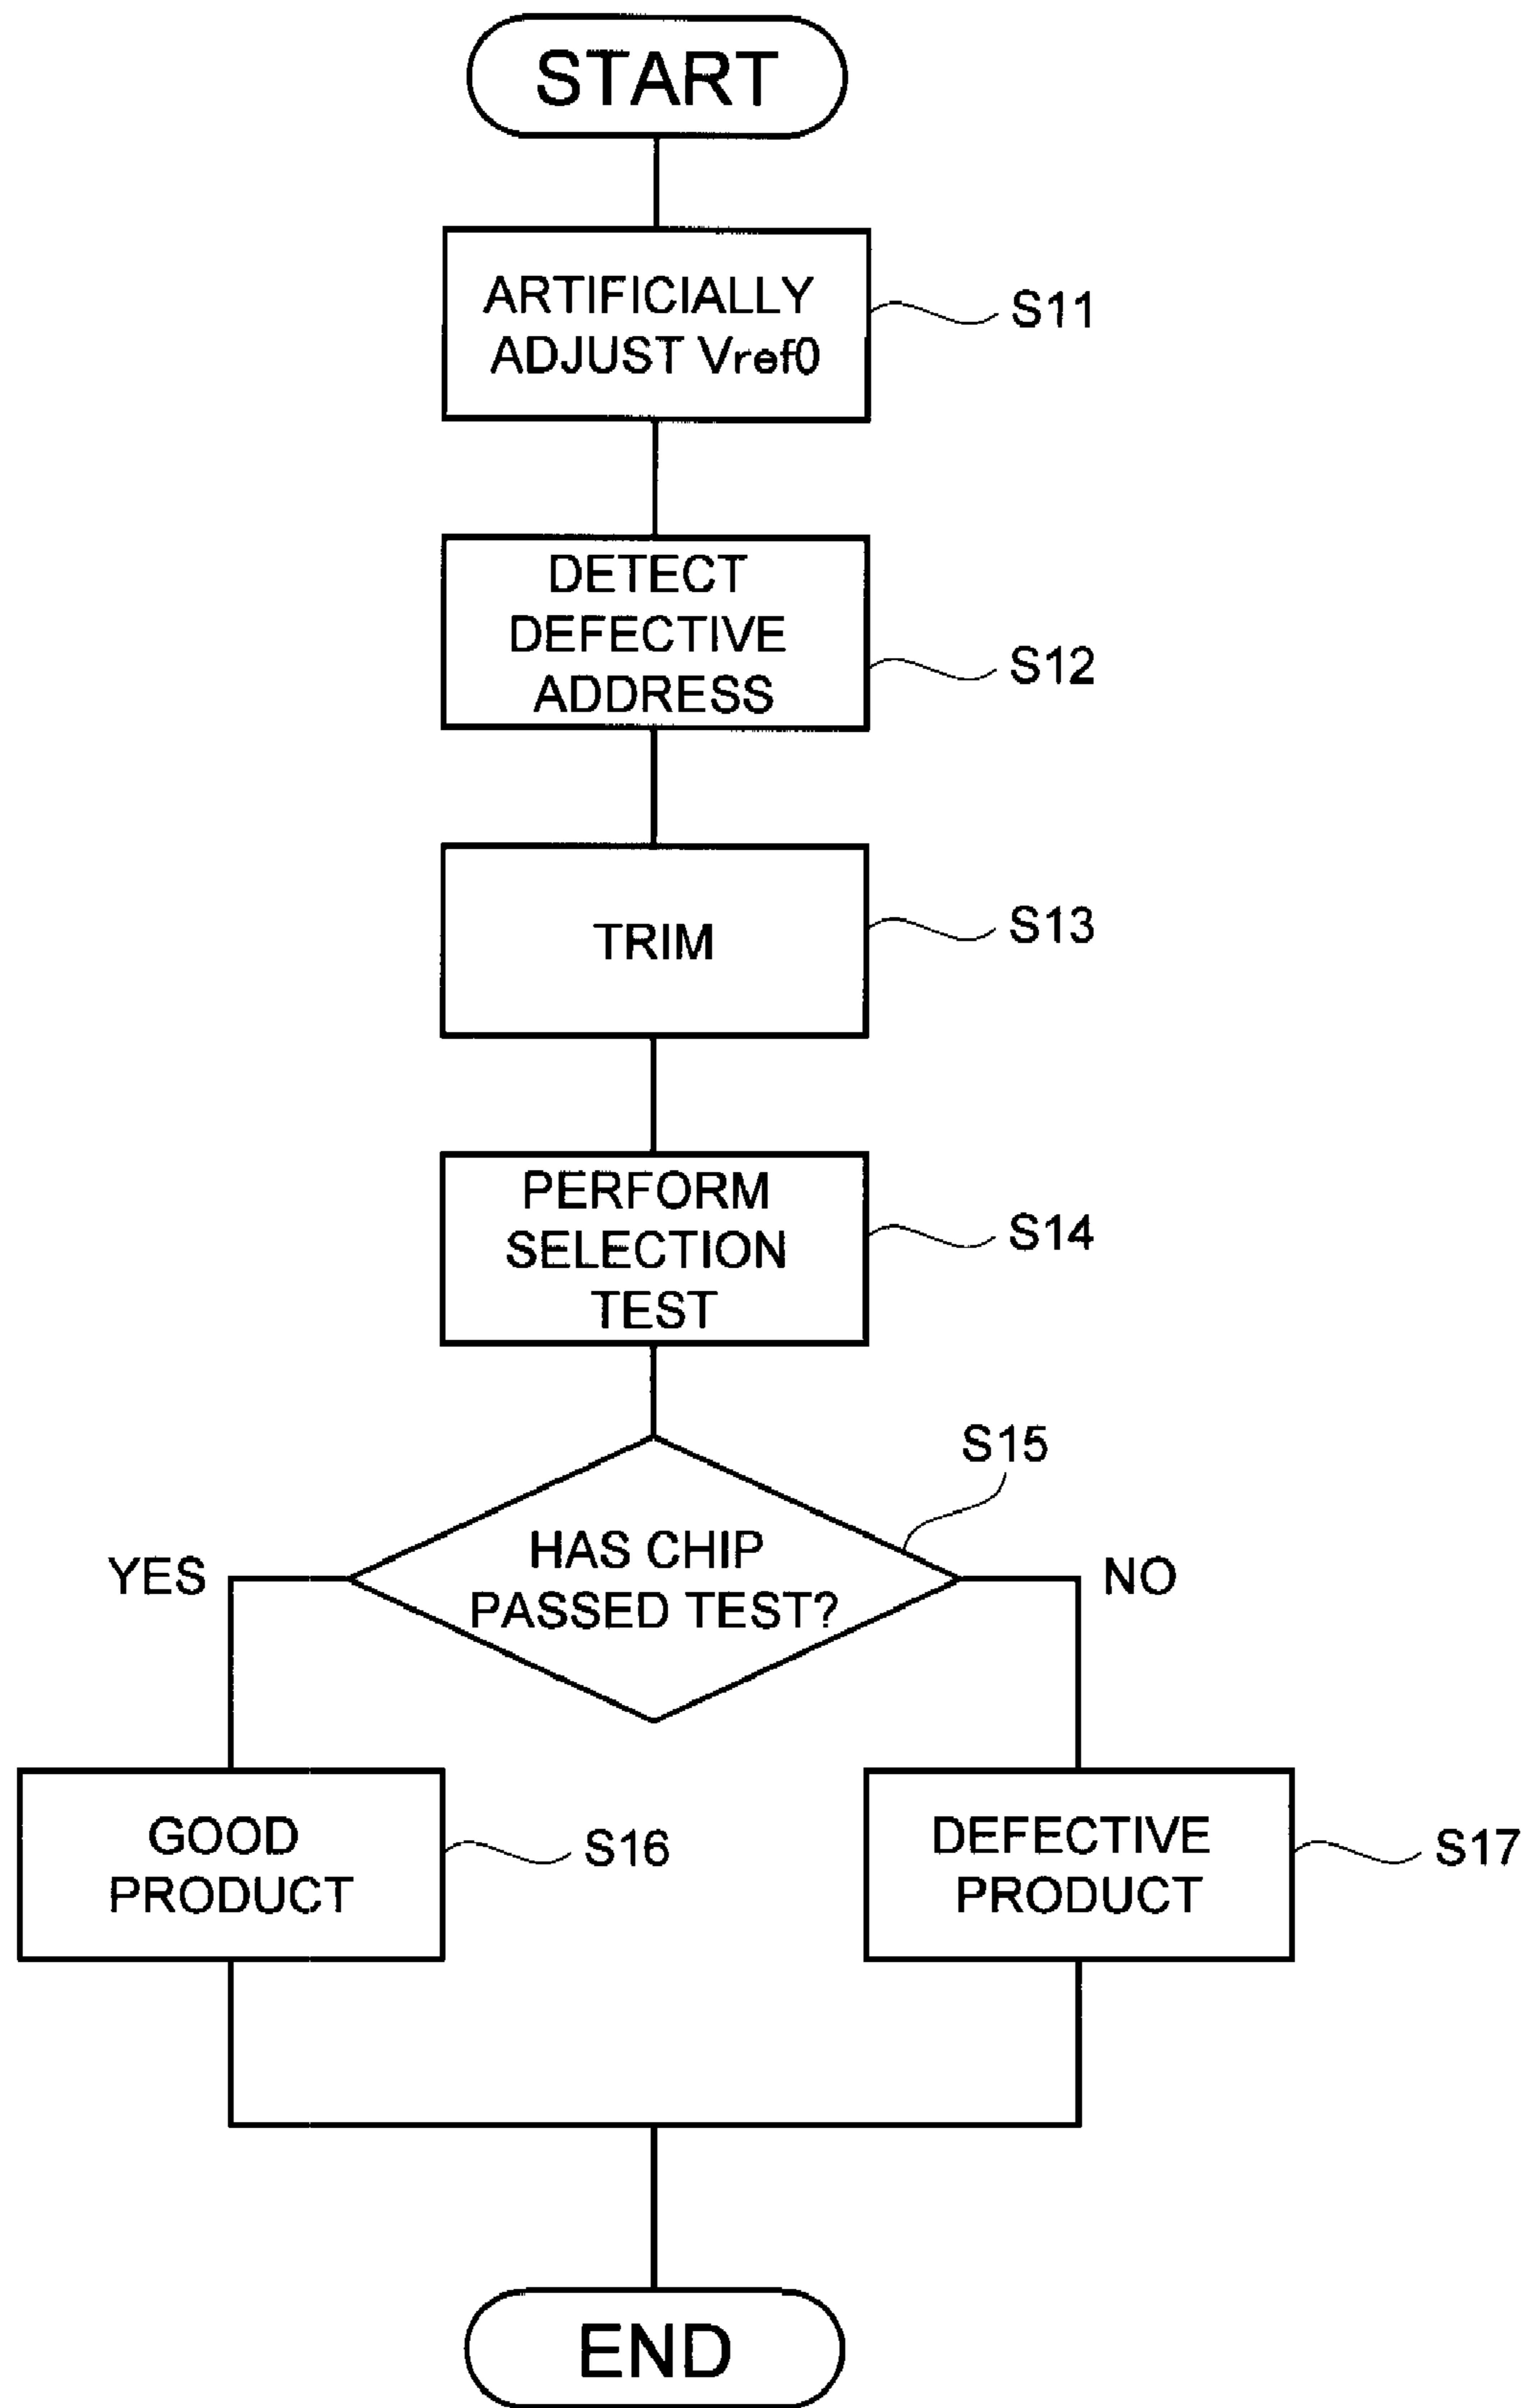 START
ARTIFICIALLY
ADJUST Vref0
S11
DETECT
DEFECTIVE
ADDRESS
S12
TRIM
S13
PERFORM
SELECTION
TEST
S14
S15
HAS CHIP
PASSED TEST?
YES
NO
GOOD
PRODUCT
S16
DEFECTIVE
PRODUCT
S17
END